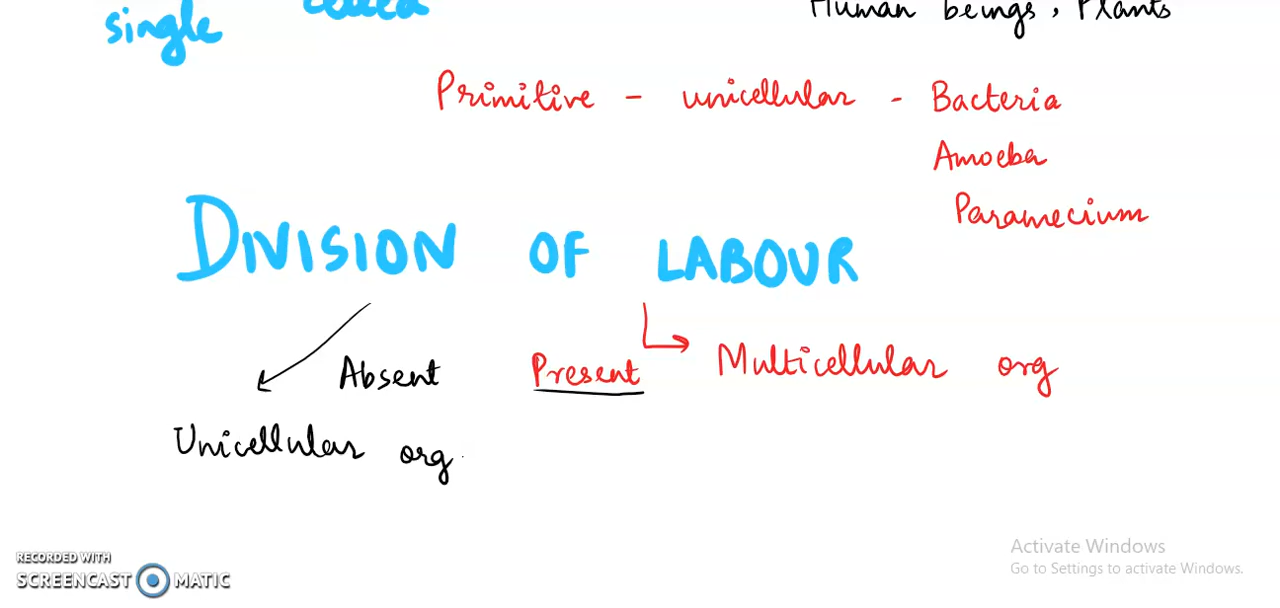 single celled
Human beings, Plants
Primitive - unicellular - Bacteria
Amoeba
Paramecium
DIVISION OF LABOUR
Absent Present Multicellular org
Unicellular org.
RECORDED WITH
SCREENCAST MATIC
Activate Windows
Go to Settings to activate Windows.